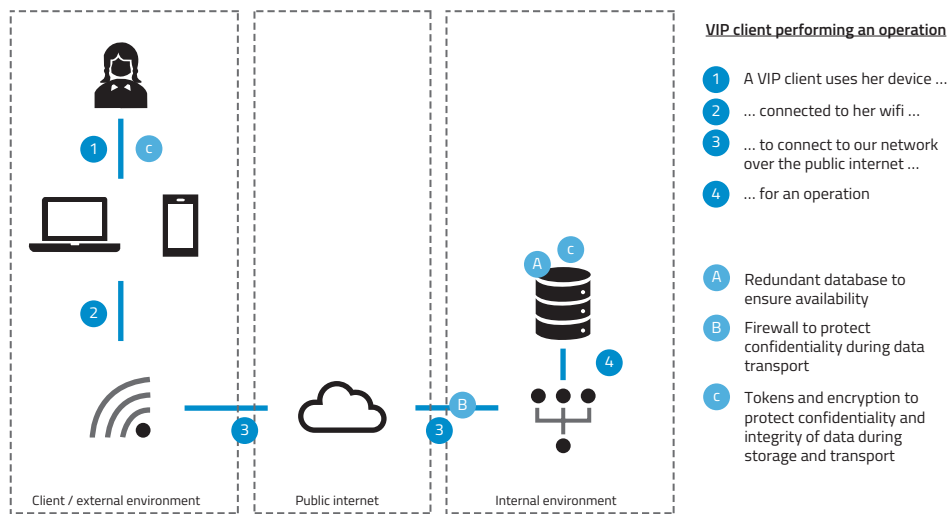 VIP client performing an operation
1 A VIP client uses her device ...
2 ... connected to her wifi ...
3 ... to connect to our network
over the public internet ...
4 ... for an operation
A Redundant database to
ensure availability
B Firewall to protect
confidentiality during data
transport
c Tokens and encryption to
protect confidentiality and
integrity of data during
storage and transport
1
c
2
3
3
B
A
c
4
Client / external environment
Public internet
Internal environment